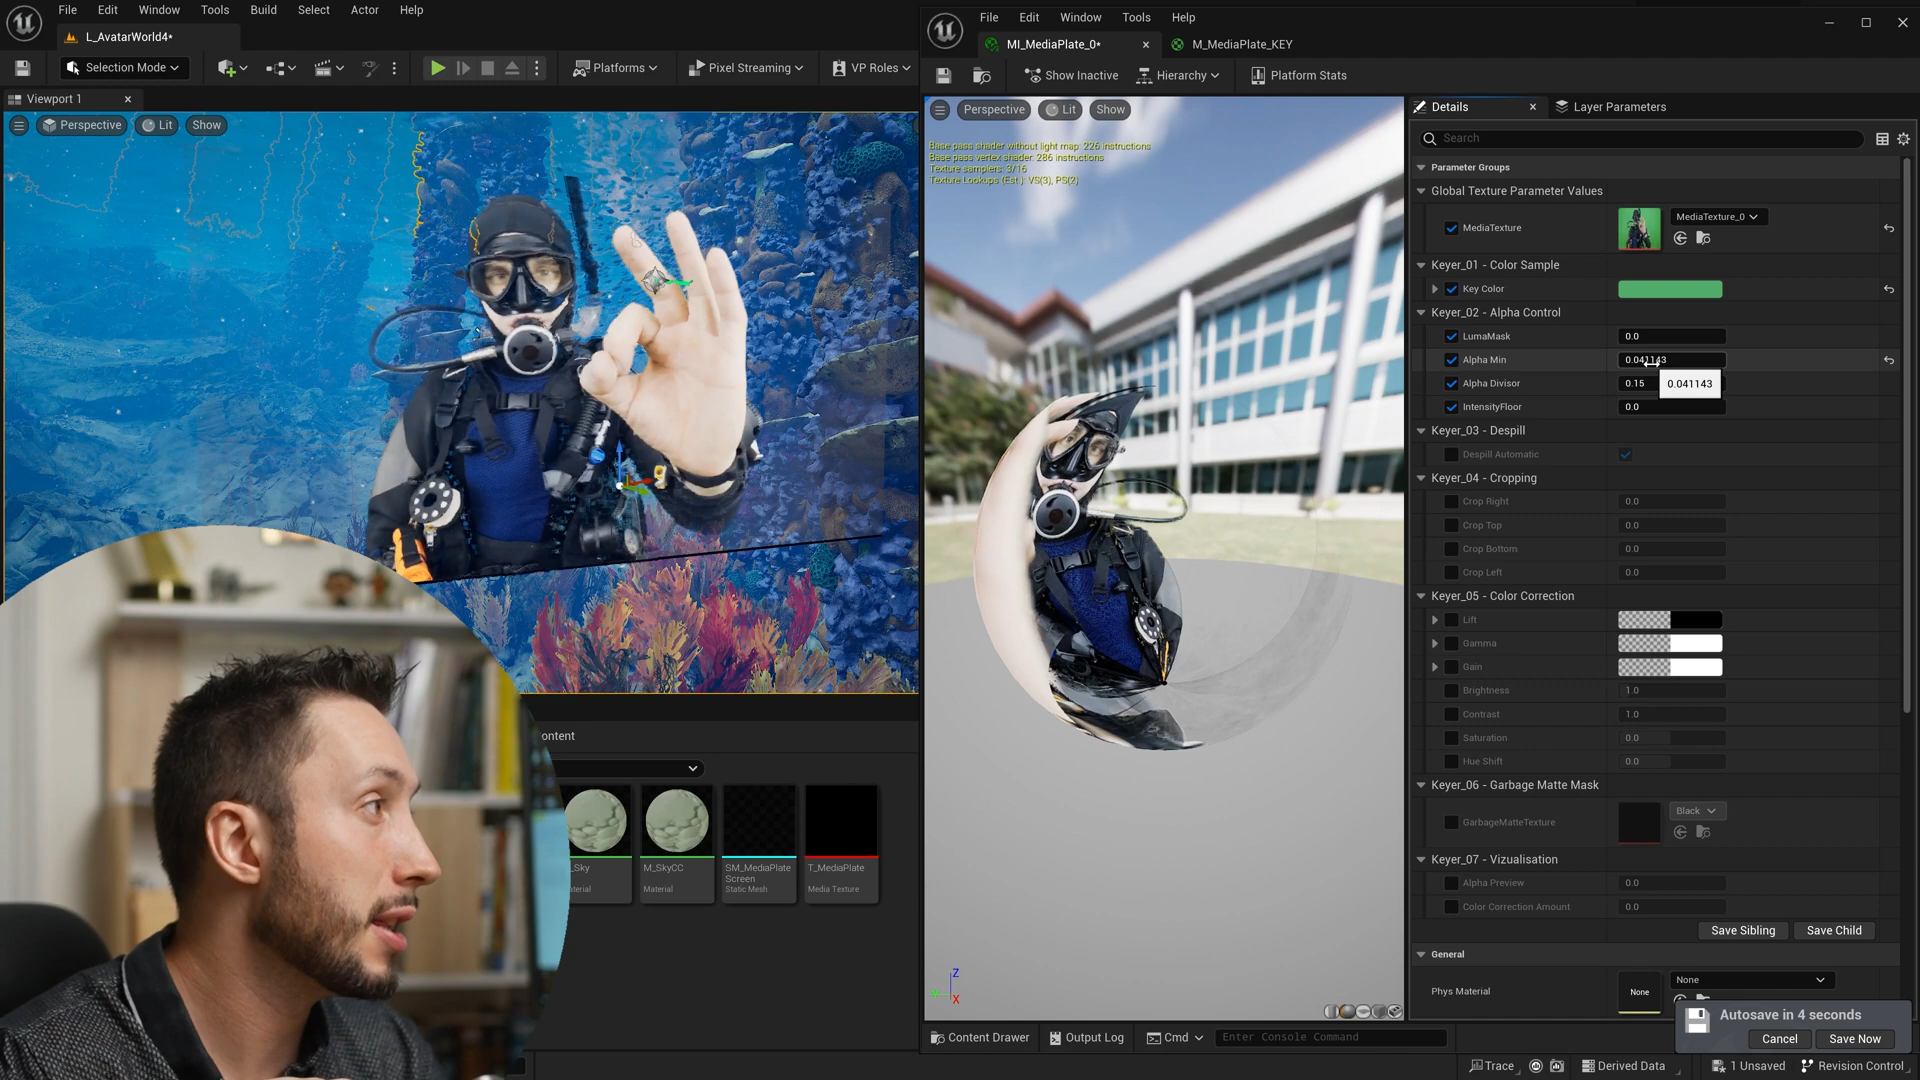 File Edit Window Tools Build Select Actor Help
L_AvatarWorld4*
Selection Mode
Platforms
Pixel Streaming
VP Roles
Viewport 1
Perspective
Lit
Show
File Edit Window Tools Help
MI_MediaPlate_0*
M_MediaPlate_KEY
Show Inactive
Hierarchy
Platform Stats
Perspective
Lit
Show
Base pass shader without light map: 226 instructions
Base pass vertex shader: 286 instructions
Texture samplers: 3/16
Texture Lookups (Est.): VS(3), PS(2)
Details
Layer Parameters
Search
Parameter Groups
Global Texture Parameter Values
MediaTexture
MediaTexture_0
Keyer_01 - Color Sample
Key Color
Keyer_02 - Alpha Control
LumaMask 0.0
Alpha Min 0.041143
Alpha Divisor 0.15
0.041143
IntensityFloor 0.0
Keyer_03 - Despill
Despill Automatic
Keyer_04 - Cropping
Crop Right 0.0
Crop Top 0.0
Crop Bottom 0.0
Crop Left 0.0
Keyer_05 - Color Correction
Lift
Gamma
Gain
Brightness 1.0
Contrast 1.0
Saturation 0.0
Hue Shift 0.0
Keyer_06 - Garbage Matte Mask
GarbageMatteTexture
Black
Keyer_07 - Vizualisation
Alpha Preview 0.0
Color Correction Amount 0.0
Save Sibling
Save Child
General
Phys Material
None
None
Autosave in 4 seconds
Cancel
Save Now
ontent
_Sky
terial
M_SkyCC
Material
SM_MediaPlate
Screen
Static Mesh
T_MediaPlate
Media Texture
Z
X
Content Drawer
Output Log
Cmd
Enter Console Command
Trace
Derived Data
1 Unsaved
Revision Control